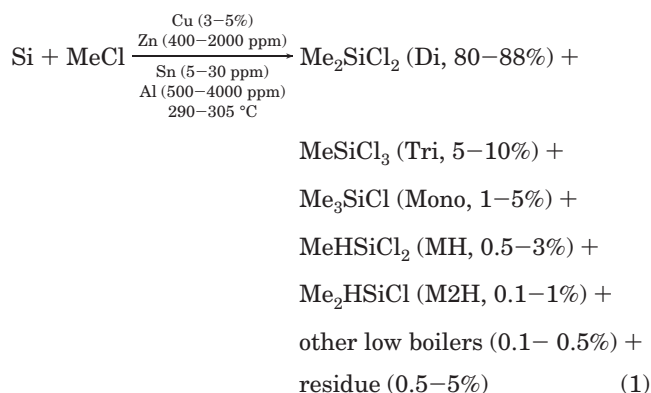 Cu (3−5%)
Zn (400−2000 ppm)
Si + MeCl
Sn (5−30 ppm)
Al (500−4000 ppm)
290−305 °C
Me₂SiCl₂ (Di, 80−88%) +
MeSiCl₃ (Tri, 5−10%) +
Me₃SiCl (Mono, 1−5%) +
MeHSiCl₂ (MH, 0.5−3%) +
Me₂HSiCl (M2H, 0.1−1%) +
other low boilers (0.1− 0.5%) +
residue (0.5−5%) (1)